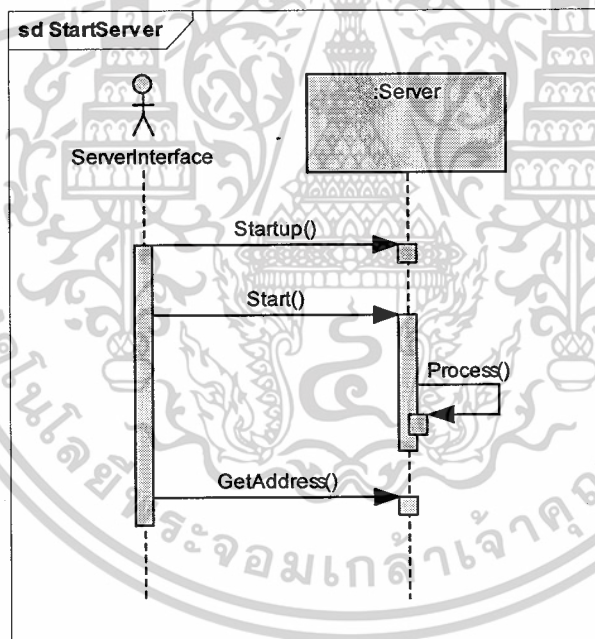 sd StartServer
:Server
ServerInterface
Startup()
Start()
Process()
GetAddress()